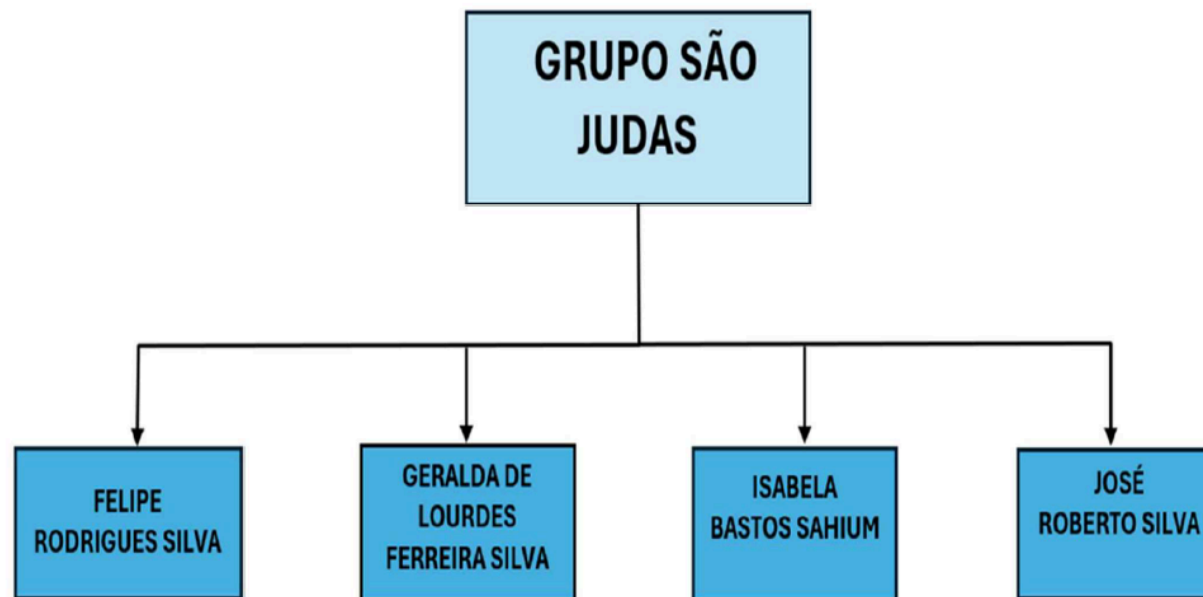 GRUPO SÃO
JUDAS
FELIPE
RODRIGUES SILVA
GERALDA DE
LOURDES
FERREIRA SILVA
ISABELA
BASTOS SAHIUM
JOSÉ
ROBERTO SILVA